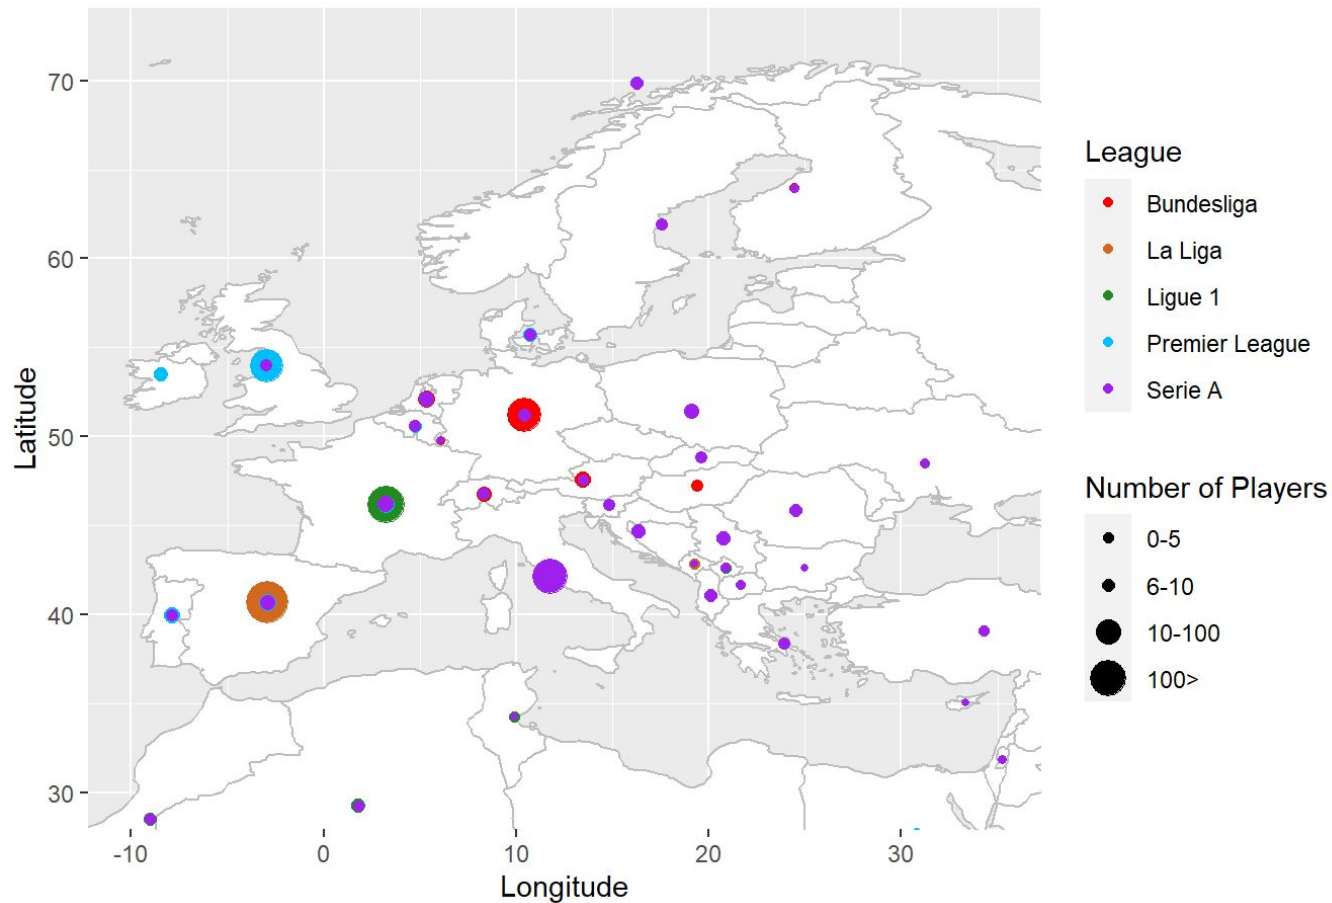 70
60
50
40
30
Latitude
-10
0
10
20
30
Longitude
League
Bundesliga
La Liga
Ligue 1
Premier League
Serie A
Number of Players
0-5
6-10
10-100
100>